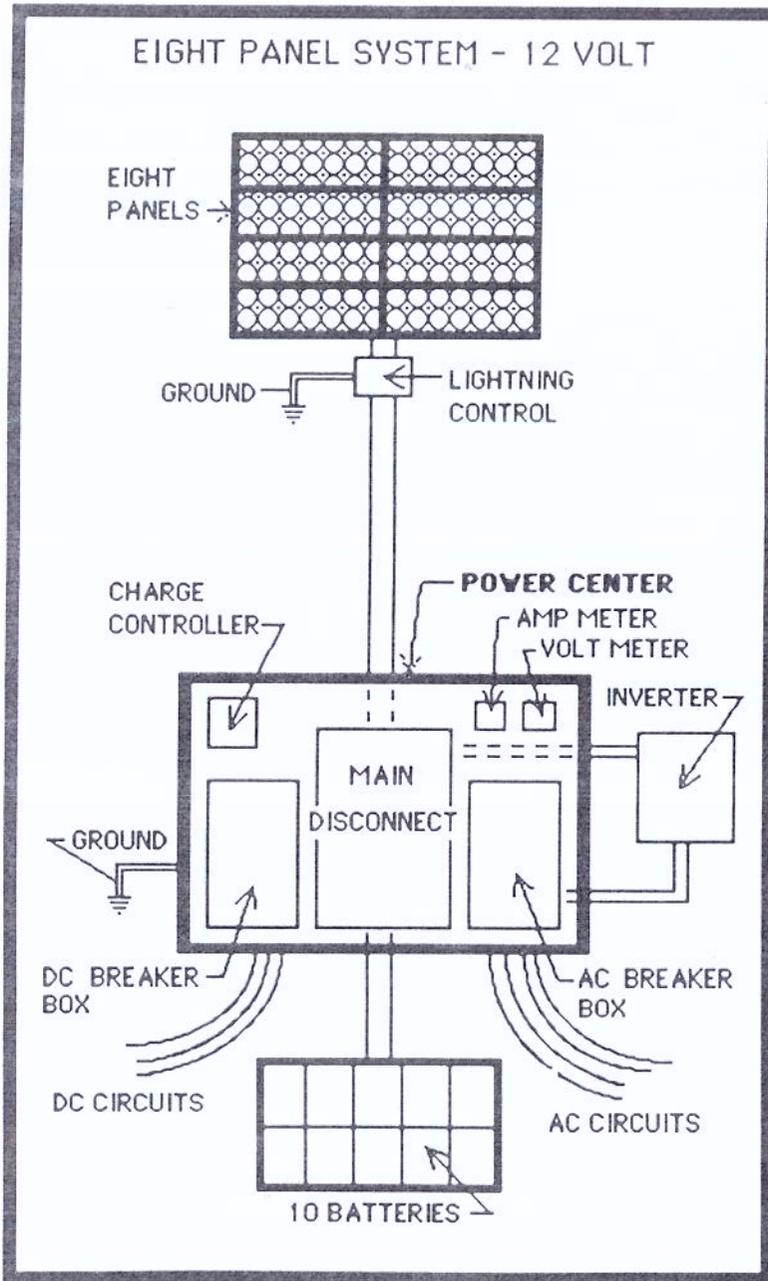 EIGHT PANEL SYSTEM - 12 VOLT
EIGHT
PANELS
GROUND
LIGHTNING
CONTROL
POWER CENTER
CHARGE
CONTROLLER
AMP METER
VOLT METER
INVERTER
MAIN
DISCONNECT
GROUND
DC BREAKER
BOX
AC BREAKER
BOX
DC CIRCUITS
AC CIRCUITS
10 BATTERIES